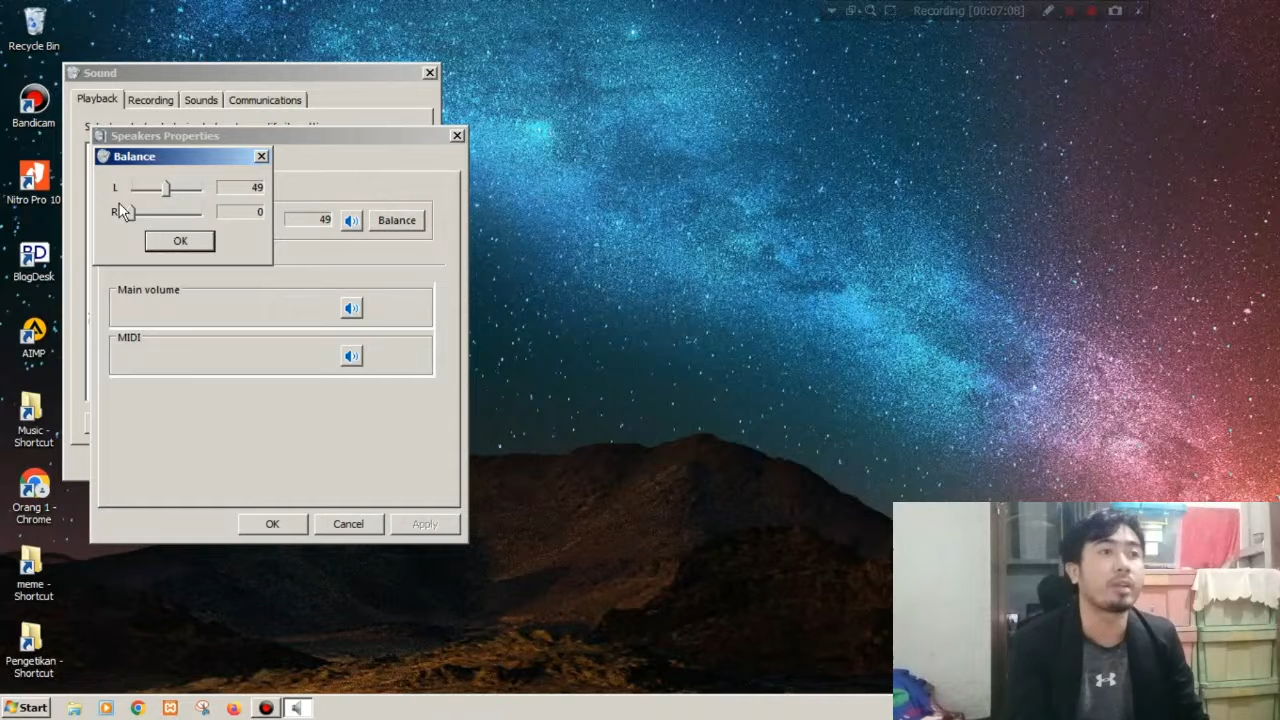 Recording [00:07:08]
Recycle Bin
Bandicam
Nitro Pro 10
BlogDesk
AIMP
Music -
Shortcut
Orang 1 -
Chrome
meme -
Shortcut
Pengetikan -
Shortcut
Sound
Playback
Recording
Sounds
Communications
Speakers Properties
Balance
L
49
R
0
OK
49
Balance
Main volume
MIDI
OK
Cancel
Apply
Start